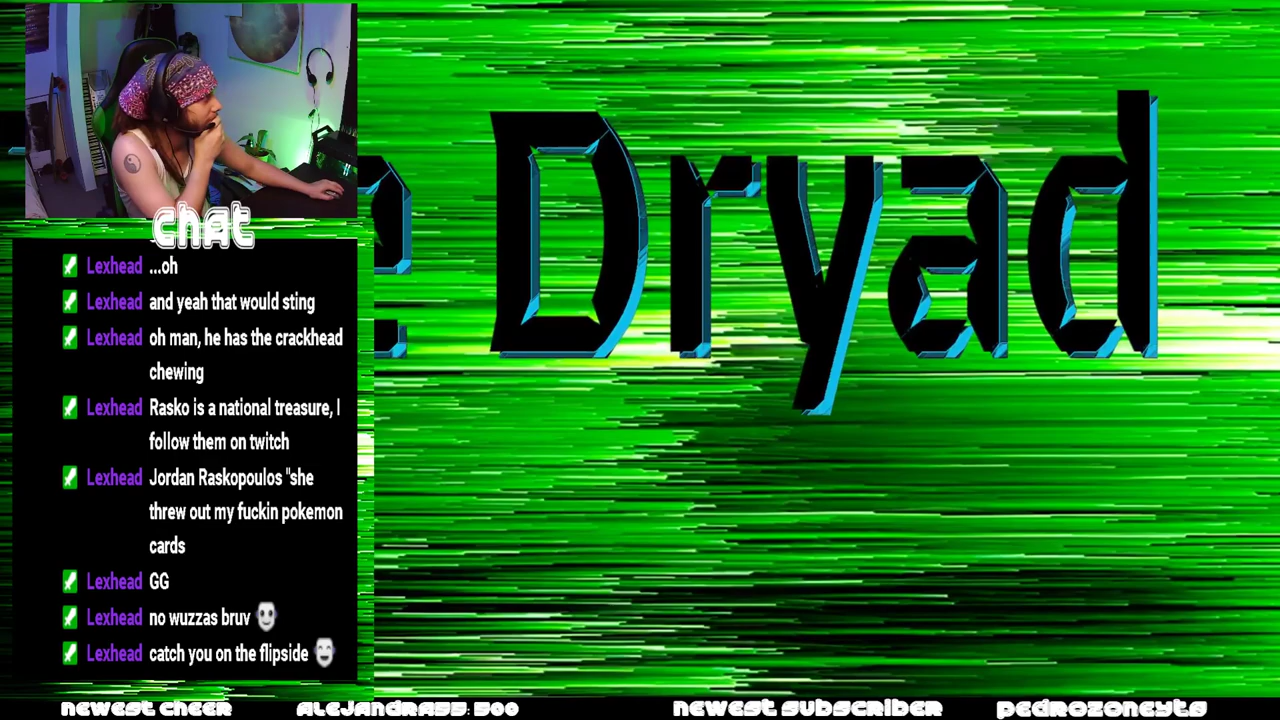 Dryad
chat
Lexhead ...oh
Lexhead and yeah that would sting
Lexhead oh man, he has the crackhead
chewing
Lexhead Rasko is a national treasure, I
follow them on twitch
Lexhead Jordan Raskopoulos "she
threw out my fuckin pokemon
cards
Lexhead GG
Lexhead no wuzzas bruv
Lexhead catch you on the flipside
newest cheer alejandra55: 500 newest subscriber pedrozoneyts